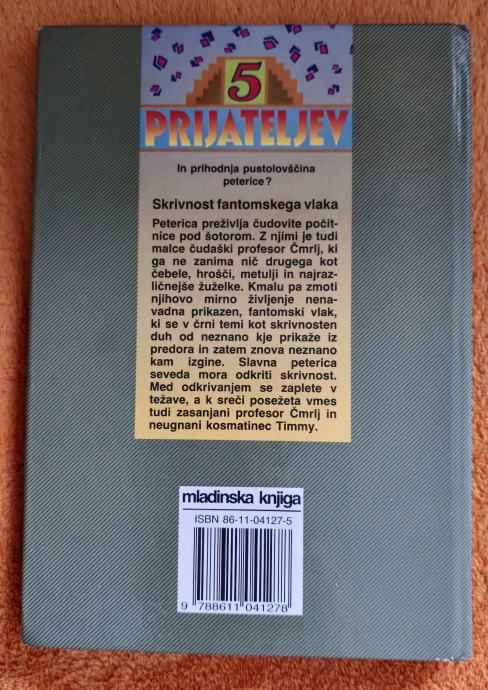 5
PRIJATELJEV
In prihodnja pustolovščina
peterice?
Skrivnost fantomskega vlaka
Peterica preživlja čudovite počit-
nice pod šotorom. Z njimi je tudi
malce čudaški profesor Čmrlj, ki
ga ne zanima nič drugega kot
čebele, hrošči, metulji in najraz-
ličnejše žuželke. Kmalu pa zmoti
njihovo mirno življenje nena-
vadna prikazen, fantomski vlak,
ki se v črni temi kot skrivnosten
duh od neznano kje prikaže iz
predora in zatem znova neznano
kam izgine. Slavna peterica
seveda mora odkriti skrivnost.
Med odkrivanjem se zaplete v
težave, a k sreči posežeta vmes
tudi zasanjani profesor Čmrlj in
neugnani kosmatinec Timmy.
mladinska knjiga
ISBN 86-11-04127-5
9 788611 041278